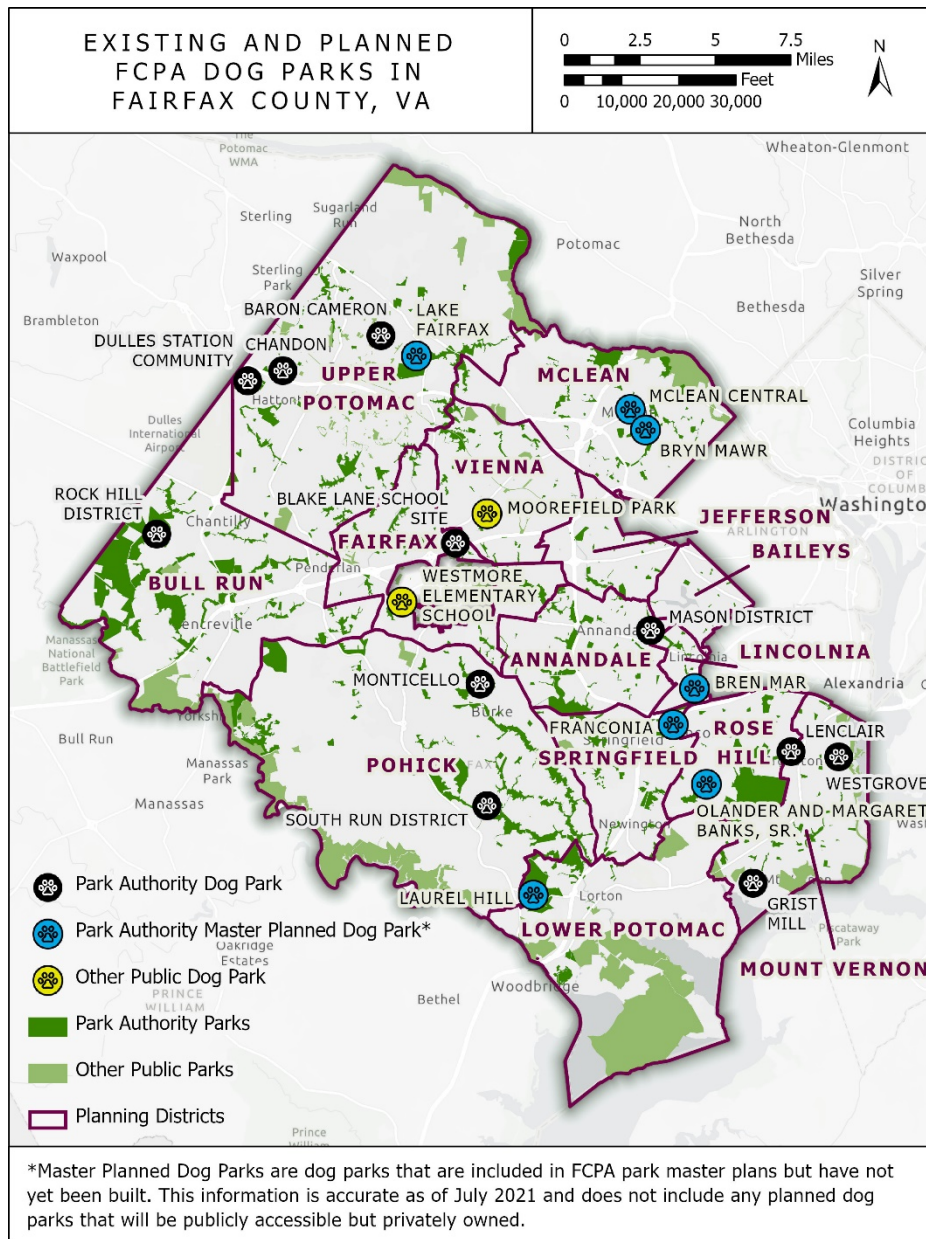 EXISTING AND PLANNED
FCPA DOG PARKS IN
FAIRFAX COUNTY, VA
0 2.5 5 7.5
Miles
Feet
0 10,000 20,000 30,000
N
The
Potomac
WMA
Wheaton-Glenmont
Sterling
Sugarland
Run
Potomac
North
Bethesda
Waxpool
Sterling
Park
Bethesda
Silver
Spring
Brambleton
BARON CAMERON
LAKE
FAIRFAX
DULLES STATION
COMMUNITY
CHANDON
UPPER
POTOMAC
MCLEAN
MCLEAN CENTRAL
BRYN MAWR
Dulles
International
Airport
Columbia
Heights
VIENNA
ROCK HILL
DISTRICT
Chantilly
BLAKE LANE SCHOOL
SITE
MOOREFIELD PARK
Washington
ARLINGTON
JEFFERSON
FAIRFAX
BAILEYS
BULL RUN
WESTMORE
ELEMENTARY
SCHOOL
MASON DISTRICT
Manassas
National
Battlefield
Park
ANNANDALE
LINCOLNIA
MONTICELLO
Burke
BREN MAR
Alexandria
Bull Run
FRANCONIA
ROSE
HILL
LENCLAIR
SPRINGFIELD
Manassas
Park
POHICK
WESTGROVE
Manassas
SOUTH RUN DISTRICT
OLANDER AND MARGARET
BANKS, SR.
Newington
LAUREL HILL
Lorton
GRIST
MILL
LOWER POTOMAC
Piscataway
Park
MOUNT VERNON
Oakridge
Estates
PRINCE
WILLIAM
Bethel
Woodbridge
Prince
William
Park Authority Dog Park
Park Authority Master Planned Dog Park*
Other Public Dog Park
Park Authority Parks
Other Public Parks
Planning Districts
*Master Planned Dog Parks are dog parks that are included in FCPA park master plans but have not
yet been built. This information is accurate as of July 2021 and does not include any planned dog
parks that will be publicly accessible but privately owned.